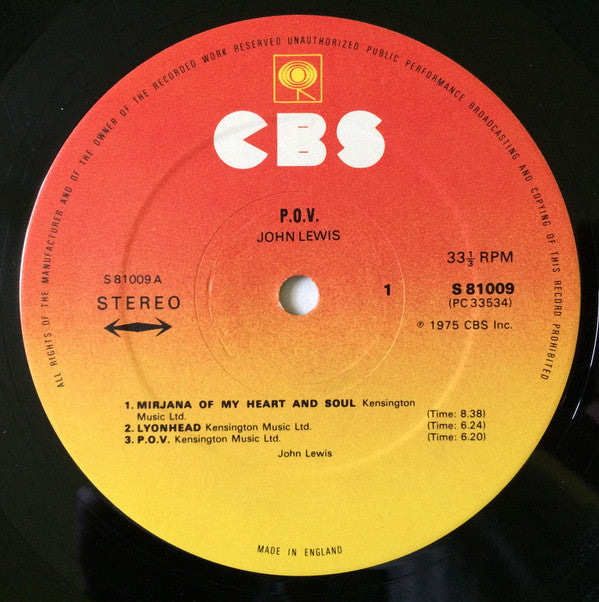 ALL RIGHTS OF THE MANUFACTURER AND OF THE OWNER OF THE RECORDED WORK RESERVED UNAUTHORIZED PUBLIC PERFORMANCE BROADCASTING AND COPYING OF THIS RECORD PROHIBITED
CBS
P.O.V.
JOHN LEWIS
33⅓ RPM
S 81009 A
STEREO
1
S 81009
(PC 33534)
℗ 1975 CBS Inc.
1. MIRJANA OF MY HEART AND SOUL Kensington
Music Ltd. (Time: 8.38)
2. LYONHEAD Kensington Music Ltd. (Time: 6.24)
3. P.O.V. Kensington Music Ltd. (Time: 6.20)
John Lewis
MADE IN ENGLAND